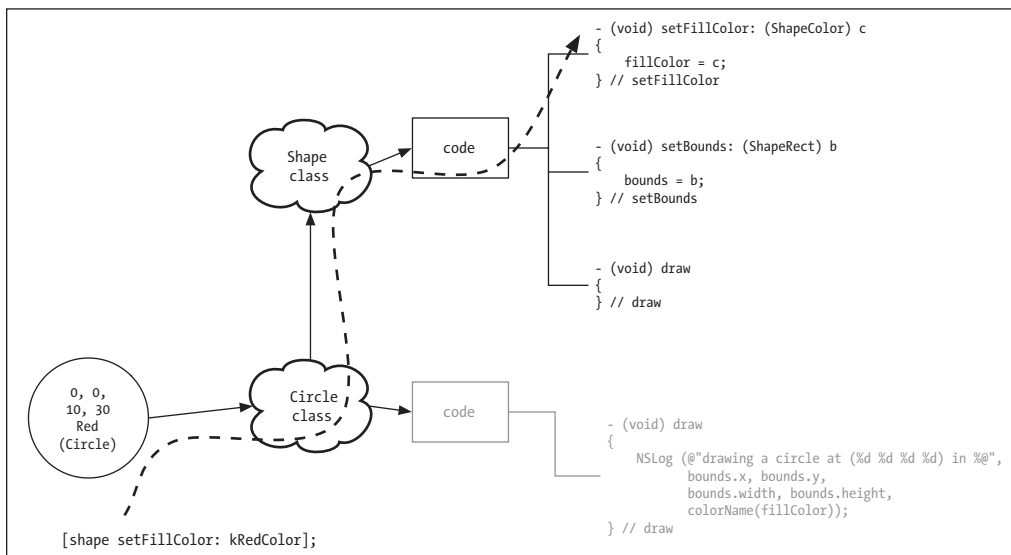 - (void) setFillColor: (ShapeColor) c
{
fillColor = c;
} // setFillColor
Shape
class
code
- (void) setBounds: (ShapeRect) b
{
bounds = b;
} // setBounds
- (void) draw
{
} // draw
0, 0,
10, 30
Red
(Circle)
Circle
class
code
- (void) draw
{
NSLog (@"drawing a circle at (%d %d %d %d) in %@",
bounds.x, bounds.y,
bounds.width, bounds.height,
colorName(fillColor));
} // draw
[shape setFillColor: kRedColor];